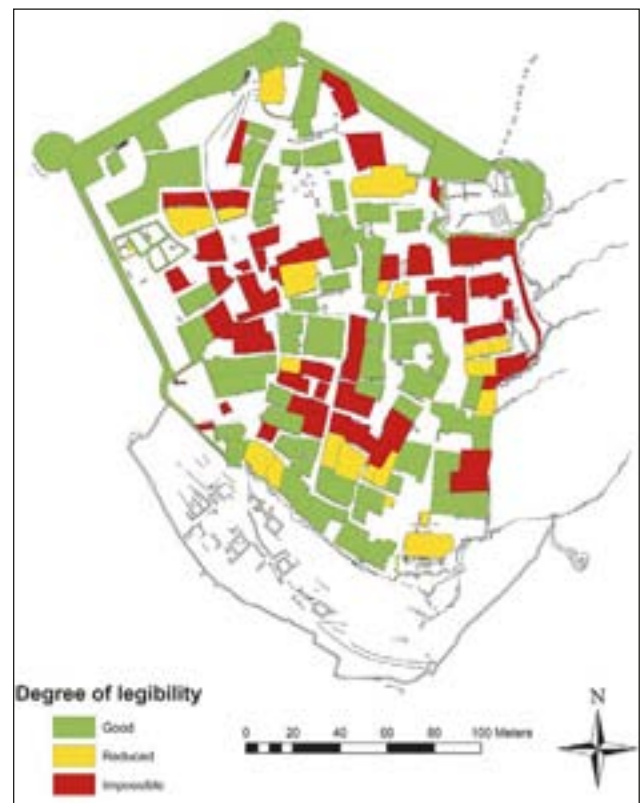 Degree of legibility
Good
Reduced
Impossible
0 20 40 60 80 100 Meters
N